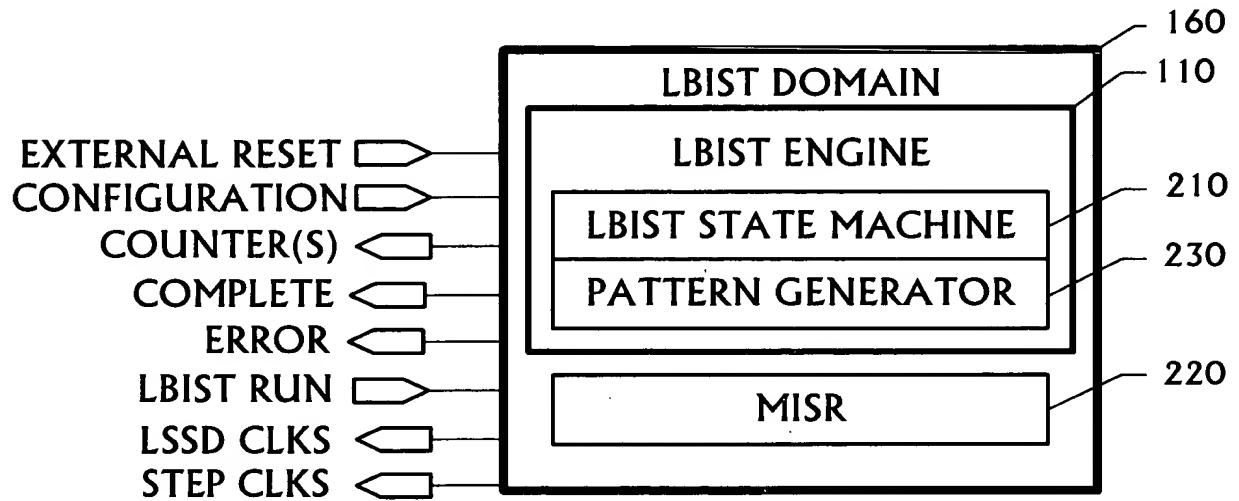 160
LBIST DOMAIN
110
LBIST ENGINE
EXTERNAL RESET
CONFIGURATION
210
LBIST STATE MACHINE
COUNTER(S)
230
PATTERN GENERATOR
COMPLETE
ERROR
220
LBIST RUN
MISR
LSSD CLKS
STEP CLKS